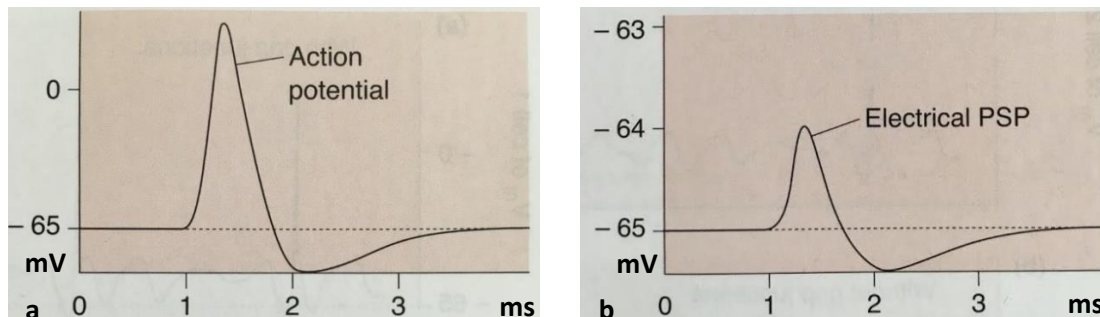 0
Action
potential
– 65
mV
0
1
2
3
ms
a
– 63
– 64
Electrical PSP
– 65
mV
0
1
2
3
ms
b